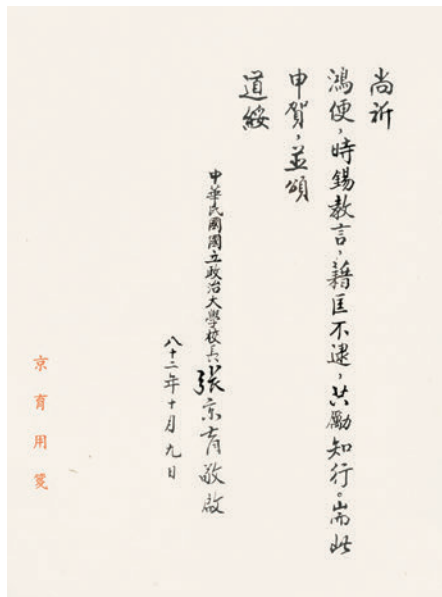 尚祈
鴻便，時錫教言，藉匡不逮，共勵知行。耑此
申賀，並頌
道綏
中華民國國立政治大學校長張京育敬啟
八十二年十月九日
京育用箋